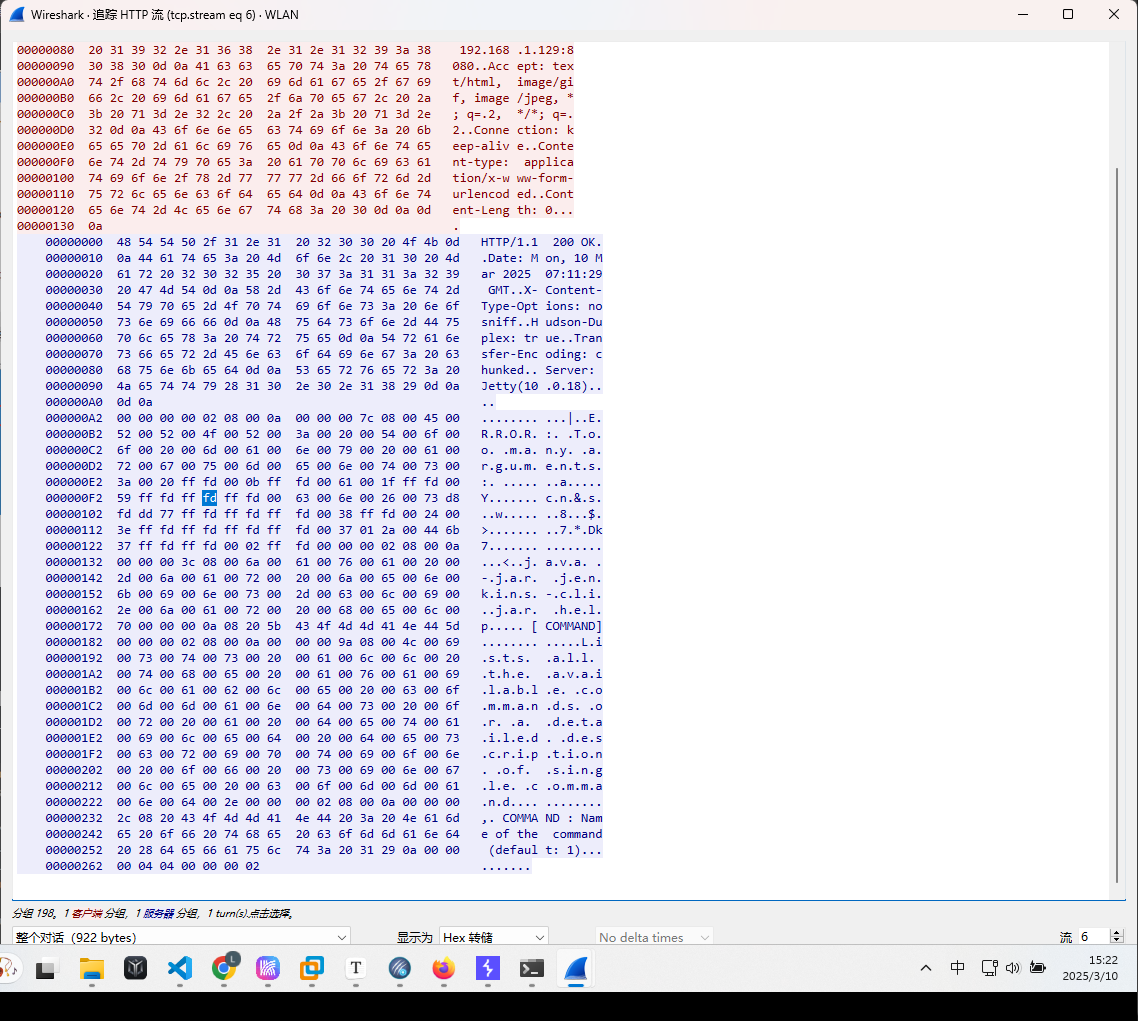 Wireshark · 追踪 HTTP 流 (tcp.stream eq 6) · WLAN
00000080 20 31 39 32 2e 31 36 38 2e 31 2e 31 32 39 3a 38 192.168 .1.129:8
00000090 30 38 30 0d 0a 41 63 63 65 70 74 3a 20 74 65 78 080..Acc ept: tex
000000A0 74 2f 68 74 6d 6c 2c 20 69 6d 61 67 65 2f 67 69 t/html, image/gi
000000B0 66 2c 20 69 6d 61 67 65 2f 6a 70 65 67 2c 20 2a f, image /jpeg, *
000000C0 3b 20 71 3d 2e 32 2c 20 2a 2f 2a 3b 20 71 3d 2e ; q=.2, */*; q=.
000000D0 32 0d 0a 43 6f 6e 6e 65 63 74 69 6f 6e 3a 20 6b 2..Conne ction: k
000000E0 65 65 70 2d 61 6c 69 76 65 0d 0a 43 6f 6e 74 65 eep-aliv e..Conte
000000F0 6e 74 2d 74 79 70 65 3a 20 61 70 70 6c 69 63 61 nt-type: applica
00000100 74 69 6f 6e 2f 78 2d 77 77 77 2d 66 6f 72 6d 2d tion/x-w ww-form-
00000110 75 72 6c 65 6e 63 6f 64 65 64 0d 0a 43 6f 6e 74 urlencod ed..Cont
00000120 65 6e 74 2d 4c 65 6e 67 74 68 3a 20 30 0d 0a 0d ent-Leng th: 0...
00000130 0a .
00000000 48 54 54 50 2f 31 2e 31 20 32 30 30 20 4f 4b 0d HTTP/1.1 200 OK.
00000010 0a 44 61 74 65 3a 20 4d 6f 6e 2c 20 31 30 20 4d .Date: M on, 10 M
00000020 61 72 20 32 30 32 35 20 30 37 3a 31 31 3a 32 39 ar 2025 07:11:29
00000030 20 47 4d 54 0d 0a 58 2d 43 6f 6e 74 65 6e 74 2d GMT..X- Content-
00000040 54 79 70 65 2d 4f 70 74 69 6f 6e 73 3a 20 6e 6f Type-Opt ions: no
00000050 73 6e 69 66 66 0d 0a 48 75 64 73 6f 6e 2d 44 75 sniff..H udson-Du
00000060 70 6c 65 78 3a 20 74 72 75 65 0d 0a 54 72 61 6e plex: tr ue..Tran
00000070 73 66 65 72 2d 45 6e 63 6f 64 69 6e 67 3a 20 63 sfer-Enc oding: c
00000080 68 75 6e 6b 65 64 0d 0a 53 65 72 76 65 72 3a 20 hunked.. Server:
00000090 4a 65 74 74 79 28 31 30 2e 30 2e 31 38 29 0d 0a Jetty(10 .0.18)..
000000A0 0d 0a ..
000000A2 00 00 00 00 02 08 00 0a 00 00 00 7c 08 00 45 00 ........ ...|..E.
000000B2 52 00 52 00 4f 00 52 00 3a 00 20 00 54 00 6f 00 R.R.O.R. :. .T.o.
000000C2 6f 00 20 00 6d 00 61 00 6e 00 79 00 20 00 61 00 o. .m.a. n.y. .a.
000000D2 72 00 67 00 75 00 6d 00 65 00 6e 00 74 00 73 00 r.g.u.m. e.n.t.s.
000000E2 3a 00 20 ff fd 00 0b ff fd 00 61 00 1f ff fd 00 :. ..... ..a.....
000000F2 59 ff fd ff fd ff fd 00 63 00 6e 00 26 00 73 d8 Y....... c.n.&.s.
00000102 fd dd 77 ff fd ff fd ff fd 00 38 ff fd 00 24 00 ..w..... ..8...$.
00000112 3e ff fd ff fd ff fd ff fd 00 37 01 2a 00 44 6b >....... ..7.*.Dk
00000122 37 ff fd ff fd 00 02 ff fd 00 00 00 02 08 00 0a 7....... ........
00000132 00 00 00 3c 08 00 6a 00 61 00 76 00 61 00 20 00 ...<..j. a.v.a. .
00000142 2d 00 6a 00 61 00 72 00 20 00 6a 00 65 00 6e 00 -.j.a.r. .j.e.n.
00000152 6b 00 69 00 6e 00 73 00 2d 00 63 00 6c 00 69 00 k.i.n.s. -.c.l.i.
00000162 2e 00 6a 00 61 00 72 00 20 00 68 00 65 00 6c 00 ..j.a.r. .h.e.l.
00000172 70 00 00 00 0a 08 20 5b 43 4f 4d 4d 41 4e 44 5d p..... [ COMMAND]
00000182 00 00 00 02 08 00 0a 00 00 00 9a 08 00 4c 00 69 ........ .....L.i
00000192 00 73 00 74 00 73 00 20 00 61 00 6c 00 6c 00 20 .s.t.s. .a.l.l.
000001A2 00 74 00 68 00 65 00 20 00 61 00 76 00 61 00 69 .t.h.e. .a.v.a.i
000001B2 00 6c 00 61 00 62 00 6c 00 65 00 20 00 63 00 6f .l.a.b.l .e. .c.o
000001C2 00 6d 00 6d 00 61 00 6e 00 64 00 73 00 20 00 6f .m.m.a.n .d.s. .o
000001D2 00 72 00 20 00 61 00 20 00 64 00 65 00 74 00 61 .r. .a. .d.e.t.a
000001E2 00 69 00 6c 00 65 00 64 00 20 00 64 00 65 00 73 .i.l.e.d . .d.e.s
000001F2 00 63 00 72 00 69 00 70 00 74 00 69 00 6f 00 6e .c.r.i.p .t.i.o.n
00000202 00 20 00 6f 00 66 00 20 00 73 00 69 00 6e 00 67 . .o.f. .s.i.n.g
00000212 00 6c 00 65 00 20 00 63 00 6f 00 6d 00 6d 00 61 .l.e. .c .o.m.m.a
00000222 00 6e 00 64 00 2e 00 00 00 02 08 00 0a 00 00 00 .n.d.... ........
00000232 2c 08 20 43 4f 4d 4d 41 4e 44 20 3a 20 4e 61 6d ,. COMMA ND : Nam
00000242 65 20 6f 66 20 74 68 65 20 63 6f 6d 6d 61 6e 64 e of the command
00000252 20 28 64 65 66 61 75 6c 74 3a 20 31 29 0a 00 00 (defaul t: 1)...
00000262 00 04 04 00 00 00 02 .......
分组 198。1 客户端 分组, 1 服务器 分组, 1 turn(s).点击选择。
整个对话 (922 bytes) 显示为 Hex 转储 No delta times 流 6
L
T
中
15:22
2025/3/10